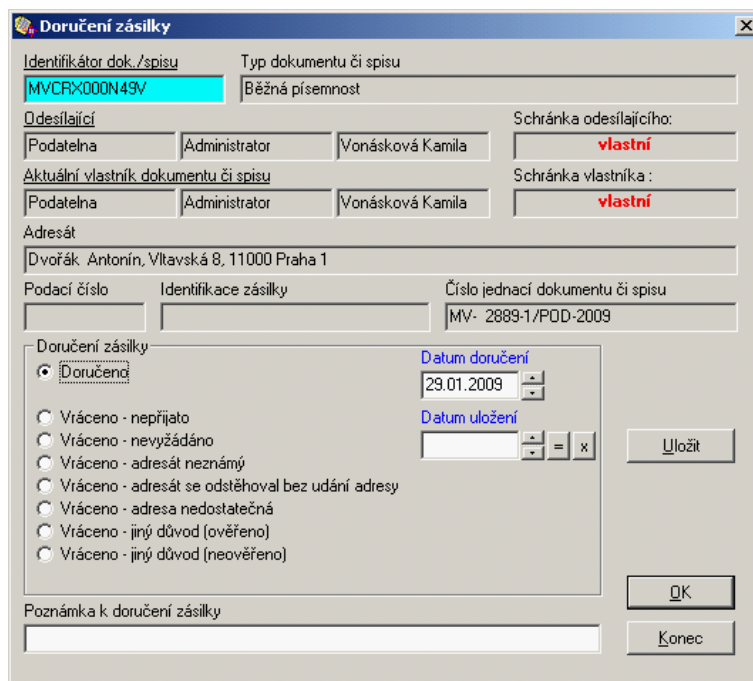 Doručení zásilky
Identifikátor dok./spisu Typ dokumentu či spisu
MVCRX000N49V Běžná písemnost
Odesílající Schránka odesílajícího:
Podatelna Administrator Vonásková Kamila vlastní
Aktuální vlastník dokumentu či spisu Schránka vlastníka :
Podatelna Administrator Vonásková Kamila vlastní
Adresát
Dvořák Antonín, Vltavská 8, 11000 Praha 1
Podací číslo Identifikace zásilky Číslo jednací dokumentu či spisu
MV- 2889-1/POD-2009
Doručení zásilky
Datum doručení
Doručeno
29.01.2009
Vráceno - nepřijato Datum uložení
Vráceno - nevyžádáno = x Uložit
Vráceno - adresát neznámý
Vráceno - adresát se odstěhoval bez udání adresy
Vráceno - adresa nedostatečná
Vráceno - jiný důvod (ověřeno)
Vráceno - jiný důvod (neověřeno)
OK
Poznámka k doručení zásilky
Konec